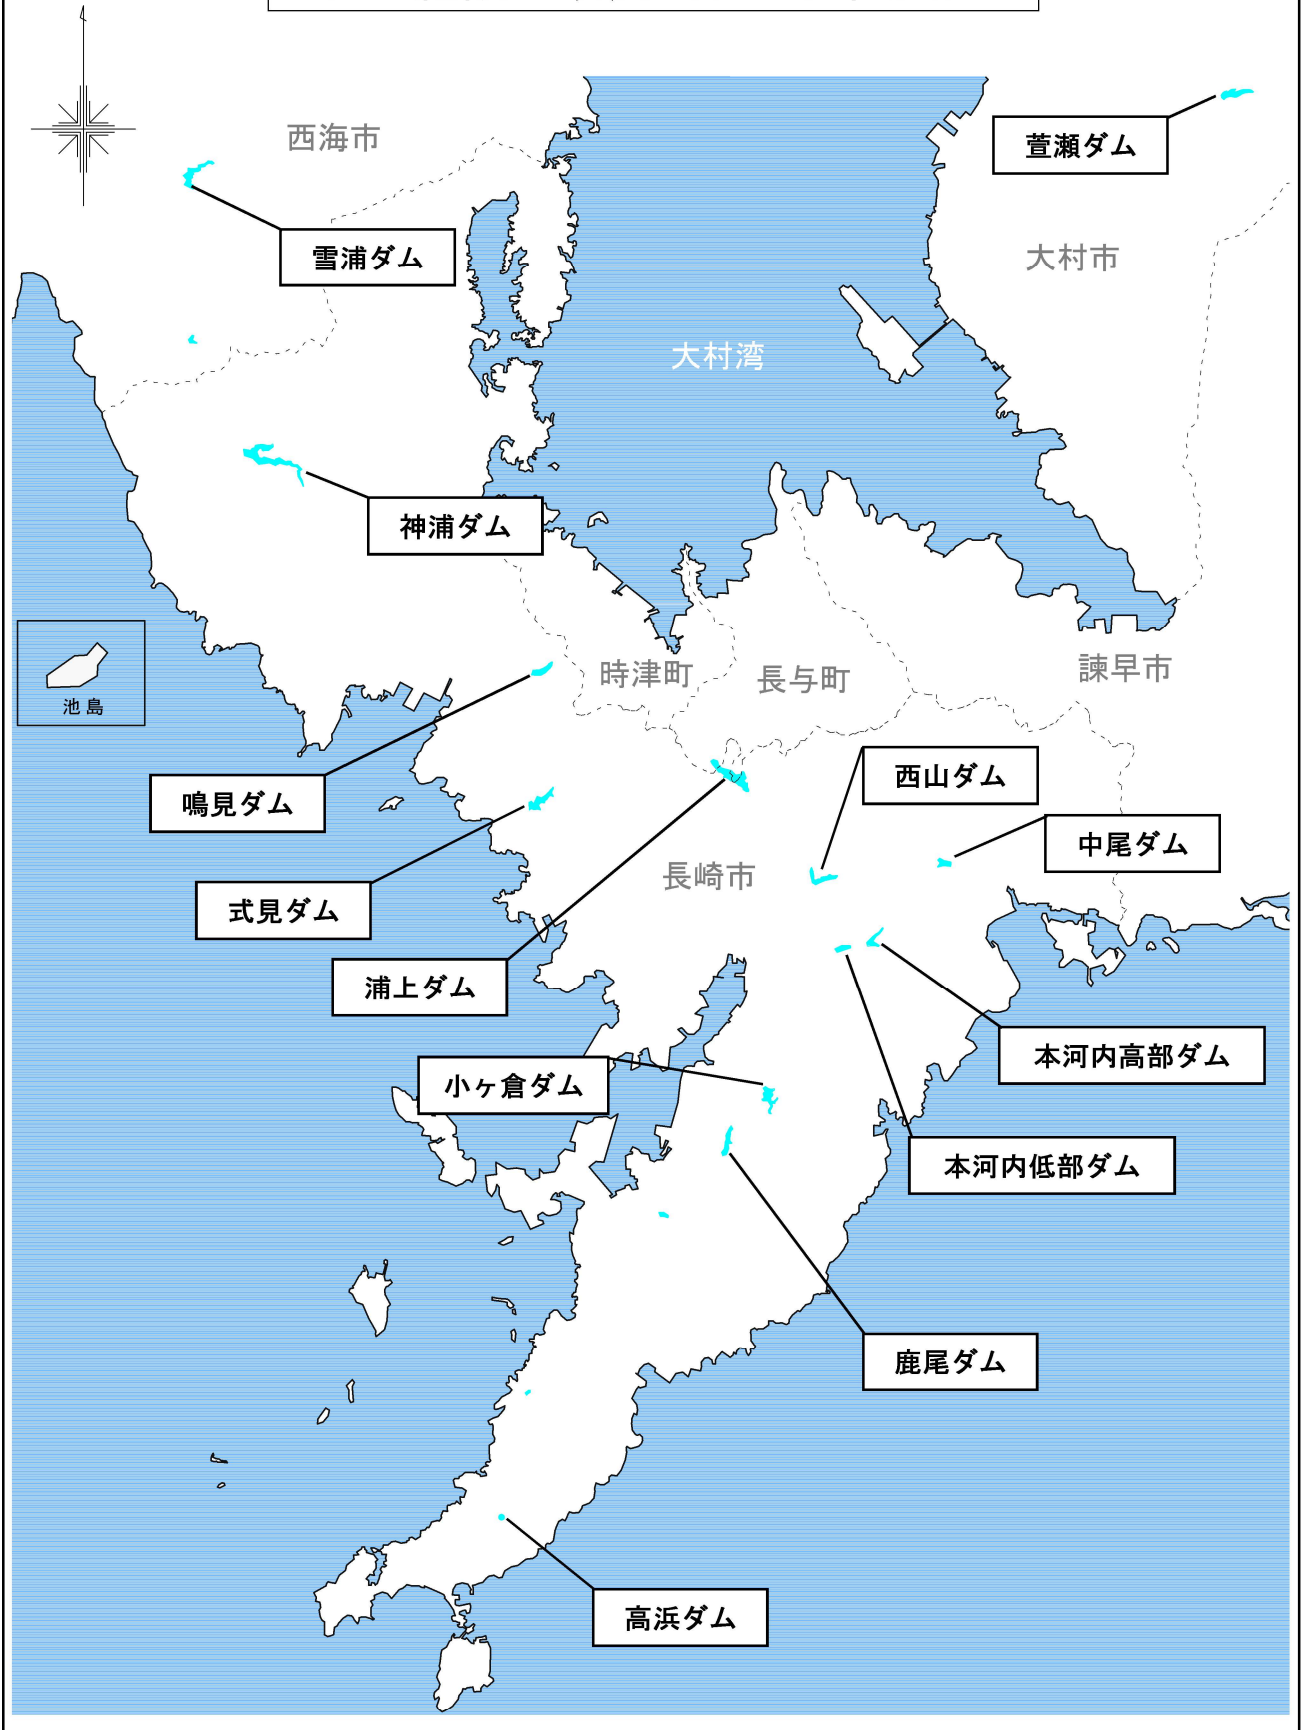 萱瀬ダム
西海市
雪浦ダム
大村市
大村湾
神浦ダム
池島
時津町
長与町
諫早市
鳴見ダム
西山ダム
中尾ダム
式見ダム
長崎市
浦上ダム
本河内高部ダム
小ヶ倉ダム
本河内低部ダム
鹿尾ダム
高浜ダム